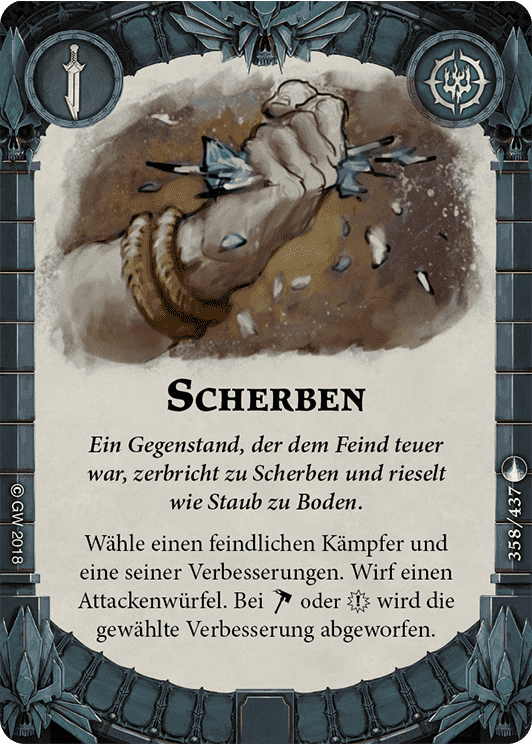 SCHERBEN
Ein Gegenstand, der dem Feind teuer
war, zerbricht zu Scherben und rieselt
wie Staub zu Boden.
Wähle einen feindlichen Kämpfer und
eine seiner Verbesserungen. Wirf einen
Attackenwürfel. Bei oder wird die
gewählte Verbesserung abgeworfen.
© GW 2018
358/437